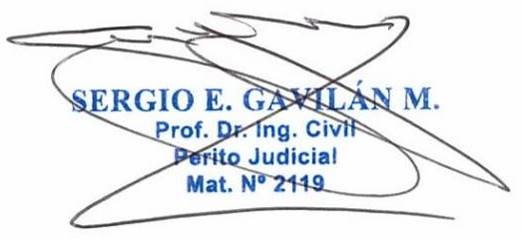 SERGIO E. GAVILÁN M.
Prof. Dr. Ing. Civil
Perito Judicial
Mat. Nº 2119